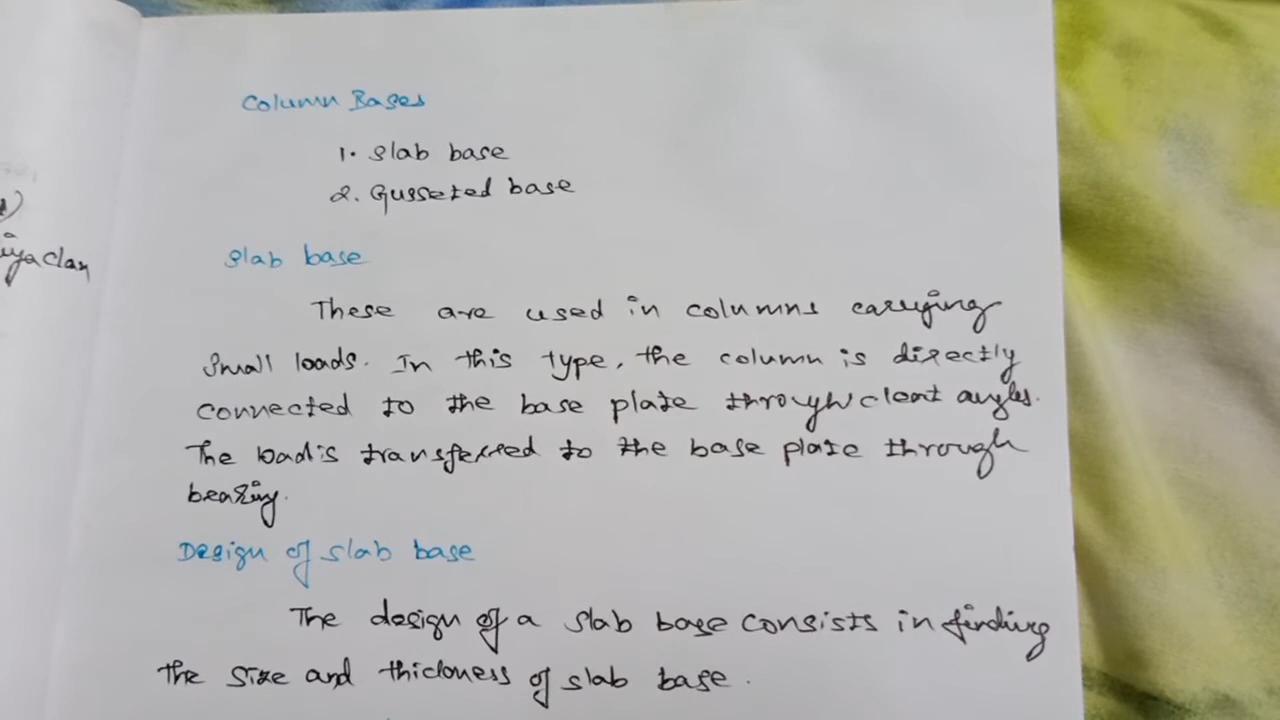 Column Bases
1. Slab base
2. Gusseted base
Slab base
These are used in columns carrying
Small loads. In this type, the column is directly
connected to the base plate through cleat angles.
The load is transferred to the base plate through
bearing.
Design of slab base
The design of a slab base consists in finding
the size and thickness of slab base.